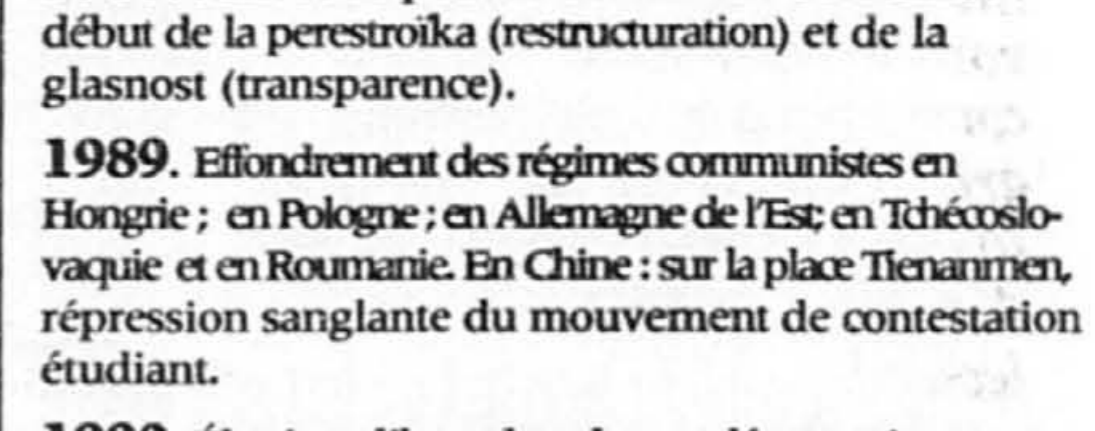 début de la perestroïka (restructuration) et de la
glasnost (transparence).
1989. Effondrement des régimes communistes en
Hongrie ; en Pologne ; en Allemagne de l'Est; en Tchécoslo-
vaquie et en Roumanie. En Chine : sur la place Tienanmen,
répression sanglante du mouvement de contestation
étudiant.